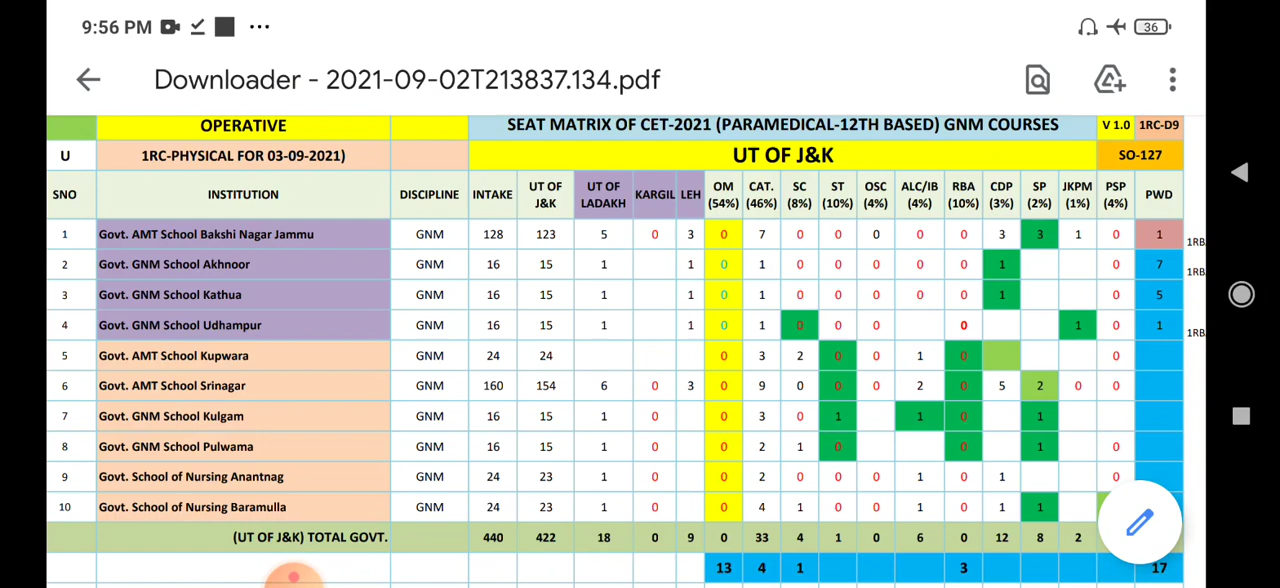 9:56 PM ... 36
Downloader - 2021-09-02T213837.134.pdf
OPERATIVE SEAT MATRIX OF CET-2021 (PARAMEDICAL-12TH BASED) GNM COURSES V 1.0 1RC-D9
U 1RC-PHYSICAL FOR 03-09-2021) UT OF J&K SO-127
SNO INSTITUTION DISCIPLINE INTAKE UT OF J&K UT OF LADAKH KARGIL LEH OM (54%) CAT. (46%) SC (8%) ST (10%) OSC (4%) ALC/IB (4%) RBA (10%) CDP (3%) SP (2%) JKPM (1%) PSP (4%) PWD
1 Govt. AMT School Bakshi Nagar Jammu GNM 128 123 5 0 3 0 7 0 0 0 0 0 3 3 1 0 1 1RB
2 Govt. GNM School Akhnoor GNM 16 15 1 1 0 1 0 0 0 0 0 1 0 7 1RB
3 Govt. GNM School Kathua GNM 16 15 1 1 0 1 0 0 0 0 0 1 0 5
4 Govt. GNM School Udhampur GNM 16 15 1 1 0 1 0 0 0 0 1 0 1 1RB
5 Govt. AMT School Kupwara GNM 24 24 0 3 2 0 0 1 0 0
6 Govt. AMT School Srinagar GNM 160 154 6 0 3 0 9 0 0 0 2 0 5 2 0 0
7 Govt. GNM School Kulgam GNM 16 15 1 0 0 3 0 1 1 0 1
8 Govt. GNM School Pulwama GNM 16 15 1 0 0 2 1 0 0 0 1 0
9 Govt. School of Nursing Anantnag GNM 24 23 1 0 0 2 0 0 0 1 0 1 0
10 Govt. School of Nursing Baramulla GNM 24 23 1 0 0 4 1 0 0 1 0 1 1
(UT OF J&K) TOTAL GOVT. 440 422 18 0 9 0 33 4 1 0 6 0 12 8 2
13 4 1 3 17